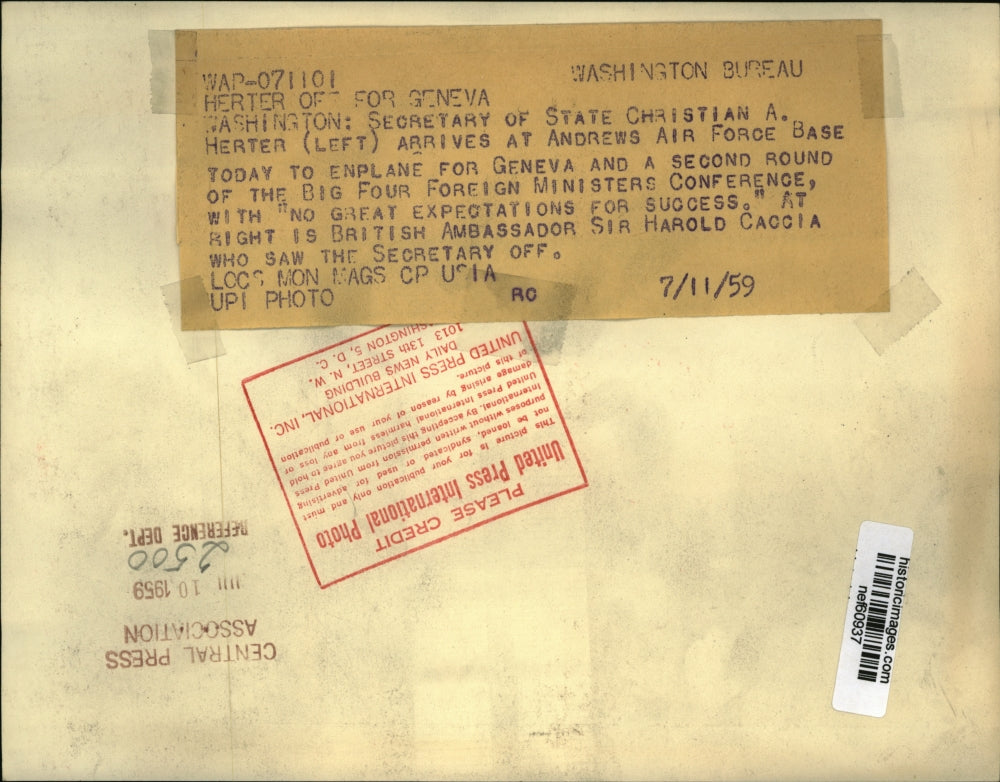 WAP-071101 WASHINGTON BUREAU
HERTER OFF FOR GENEVA
WASHINGTON: SECRETARY OF STATE CHRISTIAN A.
HERTER (LEFT) ARRIVES AT ANDREWS AIR FORCE BASE
TODAY TO ENPLANE FOR GENEVA AND A SECOND ROUND
OF THE BIG FOUR FOREIGN MINISTERS CONFERENCE,
WITH "NO GREAT EXPECTATIONS FOR SUCCESS." AT
RIGHT IS BRITISH AMBASSADOR SIR HAROLD CACCIA
WHO SAW THE SECRETARY OFF.
LCCS MON MAGS CP USIA
UPI PHOTO RC 7/11/59
PLEASE CREDIT
United Press International Photo
This picture is for your publication only and must
not be loaned, syndicated or used for advertising
purposes without written permission from United Press
International. By accepting this picture you agree to hold
United Press International harmless from any loss or
damage arising by reason of your use or publication
of this picture.
UNITED PRESS INTERNATIONAL, INC.
DAILY NEWS BUILDING
1013 13th STREET, N. W.
WASHINGTON 5, D. C.
CENTRAL PRESS
ASSOCIATION
JUL 10 1959
2500
REFERENCE DEPT.
historicimages.com
nef60937